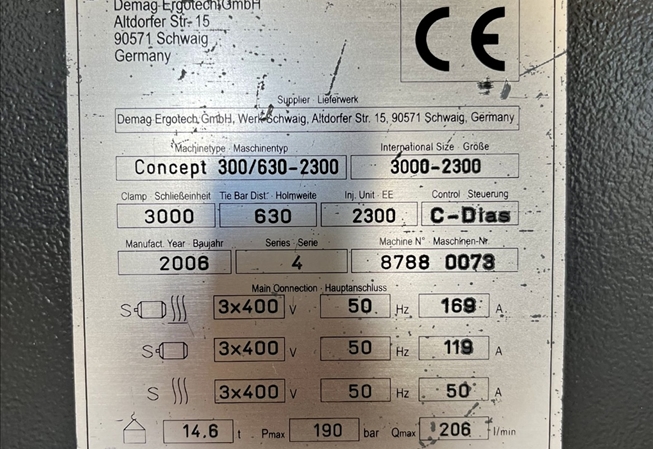 Demag Ergotech GmbH
Altdorfer Str. 15
90571 Schwaig
Germany
CE
Supplier · Lieferwerk
Demag Ergotech GmbH, Werk Schwaig, Altdorfer Str. 15, 90571 Schwaig, Germany
Machinetype · Maschinentyp International Size · Größe
Concept 300/630-2300 3000-2300
Clamp · Schließeinheit Tie Bar Dist. · Holmweite Inj. Unit · EE Control · Steuerung
3000 630 2300 C-Dias
Manufact. Year · Baujahr Series · Serie Machine N° · Maschinen-Nr.
2006 4 8788 0073
Main Connection · Hauptanschluss
S 3x400 V 50 Hz 169 A
S 3x400 V 50 Hz 119 A
S 3x400 V 50 Hz 50 A
14.6 t Pmax 190 bar Qmax 206 l/min